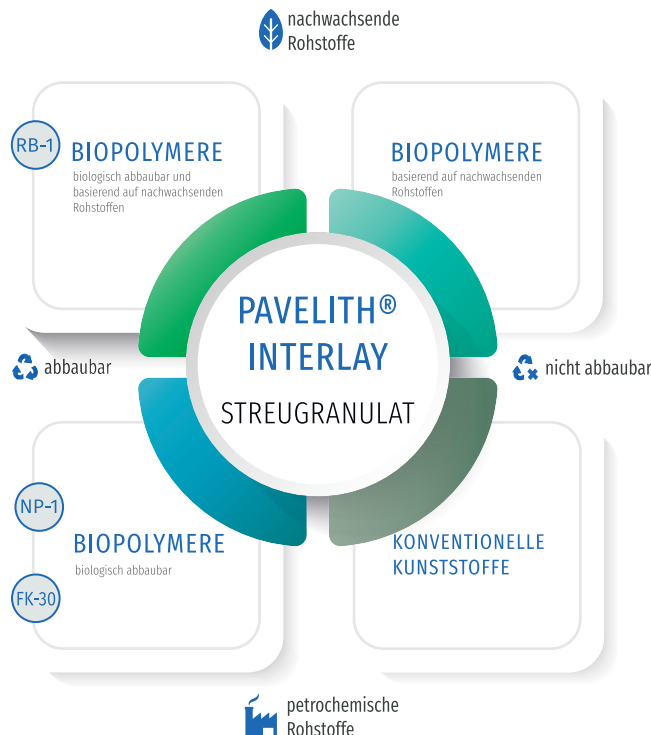 nachwachsende
Rohstoffe
RB-1
BIOPOLYMERE
biologisch abbaubar und
basierend auf nachwachsenden
Rohstoffen
BIOPOLYMERE
basierend auf nachwachsenden
Rohstoffen
PAVELITH®
INTERLAY
STREUGRANULAT
abbaubar
nicht abbaubar
NP-1
BIOPOLYMERE
biologisch abbaubar
FK-30
KONVENTIONELLE
KUNSTSTOFFE
petrochemische
Rohstoffe